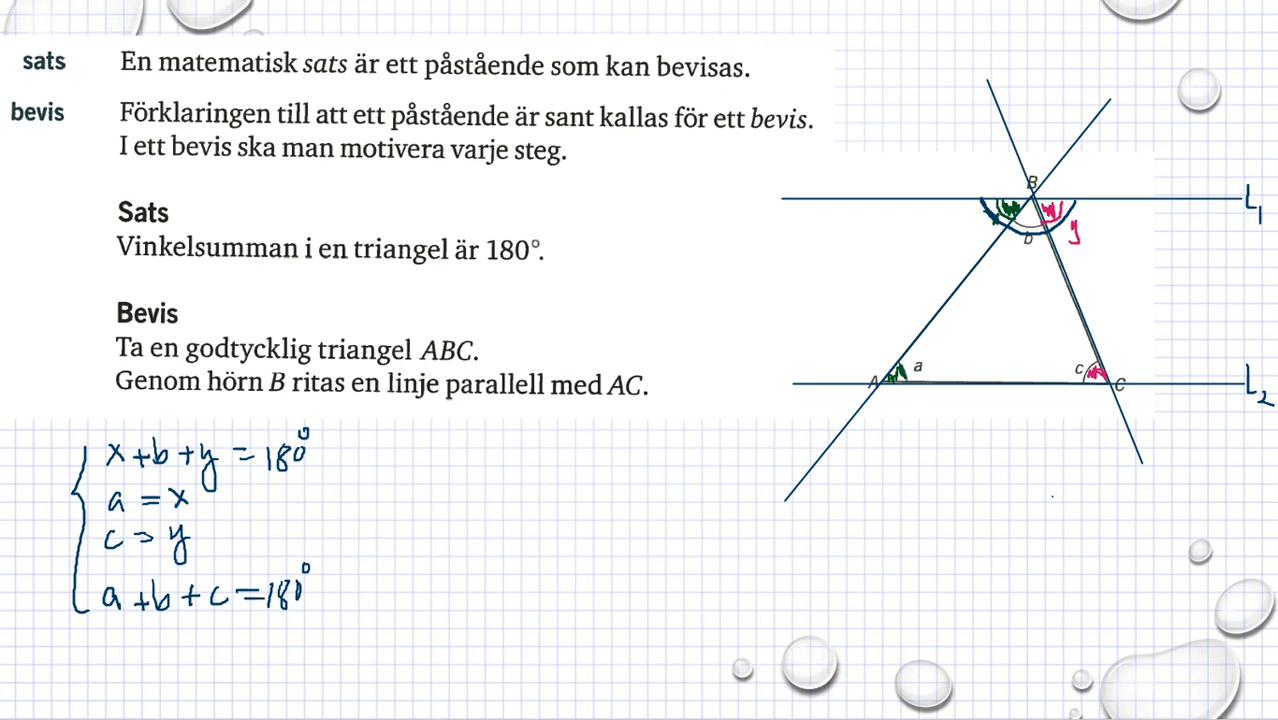 sats En matematisk sats är ett påstående som kan bevisas.
bevis Förklaringen till att ett påstående är sant kallas för ett bevis.
I ett bevis ska man motivera varje steg.
Sats
Vinkelsumman i en triangel är 180°.
Bevis
Ta en godtycklig triangel ABC.
Genom hörn B ritas en linje parallell med AC.
x + b + y = 180°
a = x
c = y
a + b + c = 180°
B
L1
x
b
y
a
c
A
C
L2